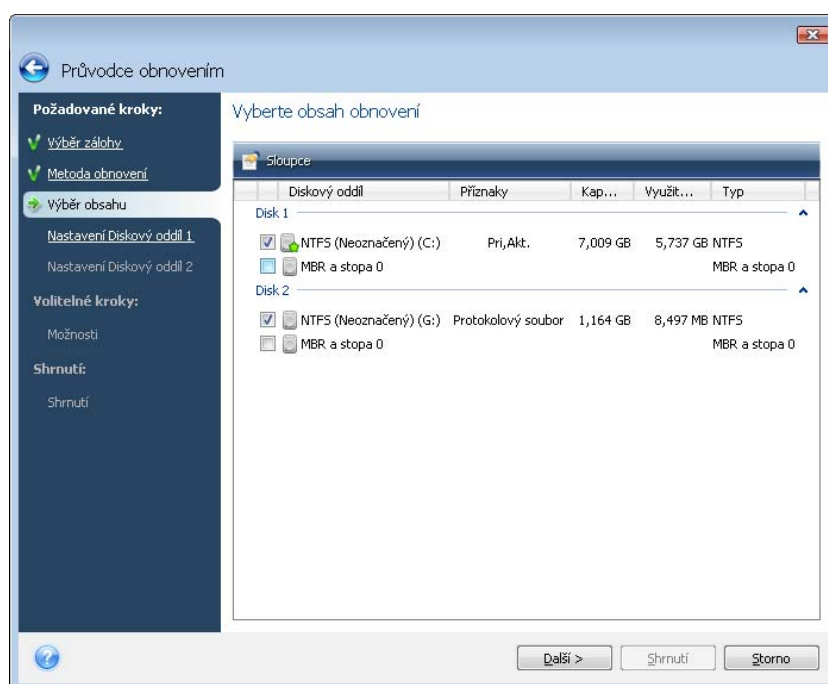 Průvodce obnovením
Požadované kroky:
Výběr zálohy
Metoda obnovení
Výběr obsahu
Nastavení Diskový oddíl 1
Nastavení Diskový oddíl 2
Volitelné kroky:
Možnosti
Shrnutí:
Shrnutí
Vyberte obsah obnovení
Sloupce
Diskový oddíl Příznaky Kap... Využit... Typ
Disk 1
NTFS (Neoznačený) (C:) Pri,Akt. 7,009 GB 5,737 GB NTFS
MBR a stopa 0 MBR a stopa 0
Disk 2
NTFS (Neoznačený) (G:) Protokolový soubor 1,164 GB 8,497 MB NTFS
MBR a stopa 0 MBR a stopa 0
Další >
Shrnutí
Storno